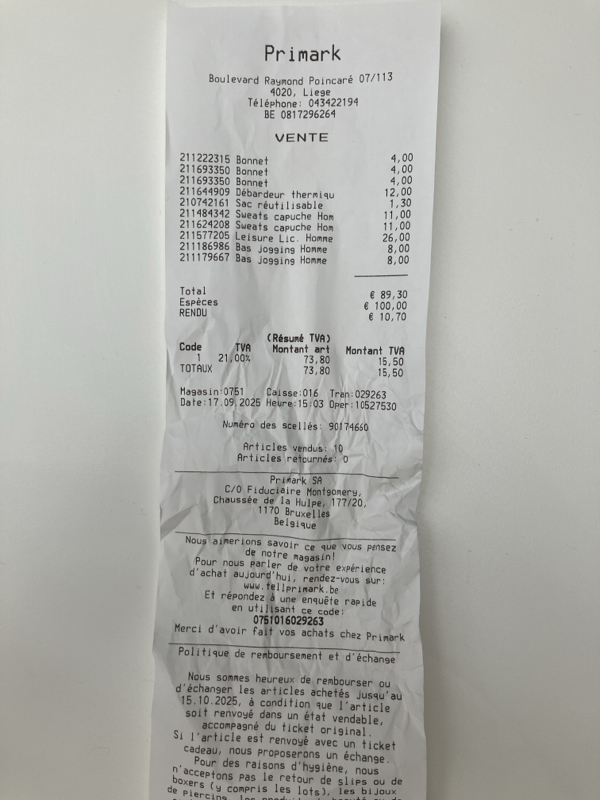 Primark
Boulevard Raymond Poincaré 07/113
4020, Liege
Téléphone: 043422194
BE 0817296264
VENTE
211222315 Bonnet 4,00
211693350 Bonnet 4,00
211693350 Bonnet 4,00
211644909 Débardeur thermiqu 12,00
210742161 Sac réutilisable 1,30
211484342 Sweats capuche Hom 11,00
211624208 Sweats capuche Hom 11,00
211577205 Leisure Lic. Homme 26,00
211186986 Bas jogging Homme 8,00
211179667 Bas jogging Homme 8,00
Total € 89,30
Espèces € 100,00
RENDU € 10,70
(Résumé TVA)
Code TVA Montant art Montant TVA
1 21,00% 73,80 15,50
TOTAUX 73,80 15,50
Magasin:0751 Caisse:016 Tran:029263
Date:17.09.2025 Heure:15:03 Oper:10527530
Numéro des scellés: 90174660
Articles vendus: 10
Articles retournés: 0
Primark SA
C/O Fiduciaire Montgomery,
Chaussée de la Hulpe, 177/20,
1170 Bruxelles
Belgique
Nous aimerions savoir ce que vous pensez
de notre magasin!
Pour nous parler de votre expérience
d'achat aujourd'hui, rendez-vous sur:
www.tellprimark.be
Et répondez à une enquête rapide
en utilisant ce code:
0751016029263
Merci d'avoir fait vos achats chez Primark
Politique de remboursement et d'échange
Nous sommes heureux de rembourser ou
d'échanger les articles achetés jusqu'au
15.10.2025, à condition que l'article
soit renvoyé dans un état vendable,
accompagné du ticket original.
Si l'article est renvoyé avec un ticket
cadeau, nous proposerons un échange.
Pour des raisons d'hygiène, nous
n'acceptons pas le retour de slips ou de
boxers (y compris les lots), les bijoux
de piercing, les